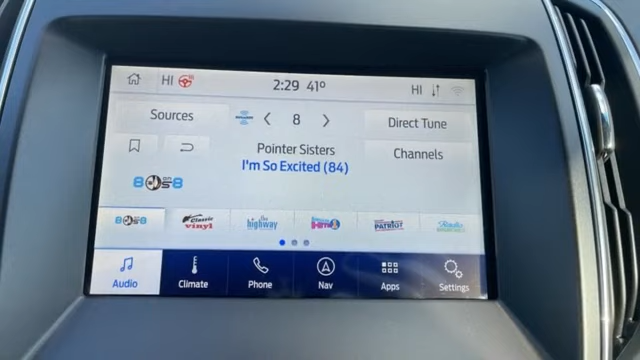 HI 2:29 41° HI
Sources
8
Direct Tune
Pointer Sisters
I'm So Excited (84)
Channels
80s8
80s8
Classic vinyl
the highway
PATRIOT
Radio
Audio
Climate
Phone
Nav
Apps
Settings